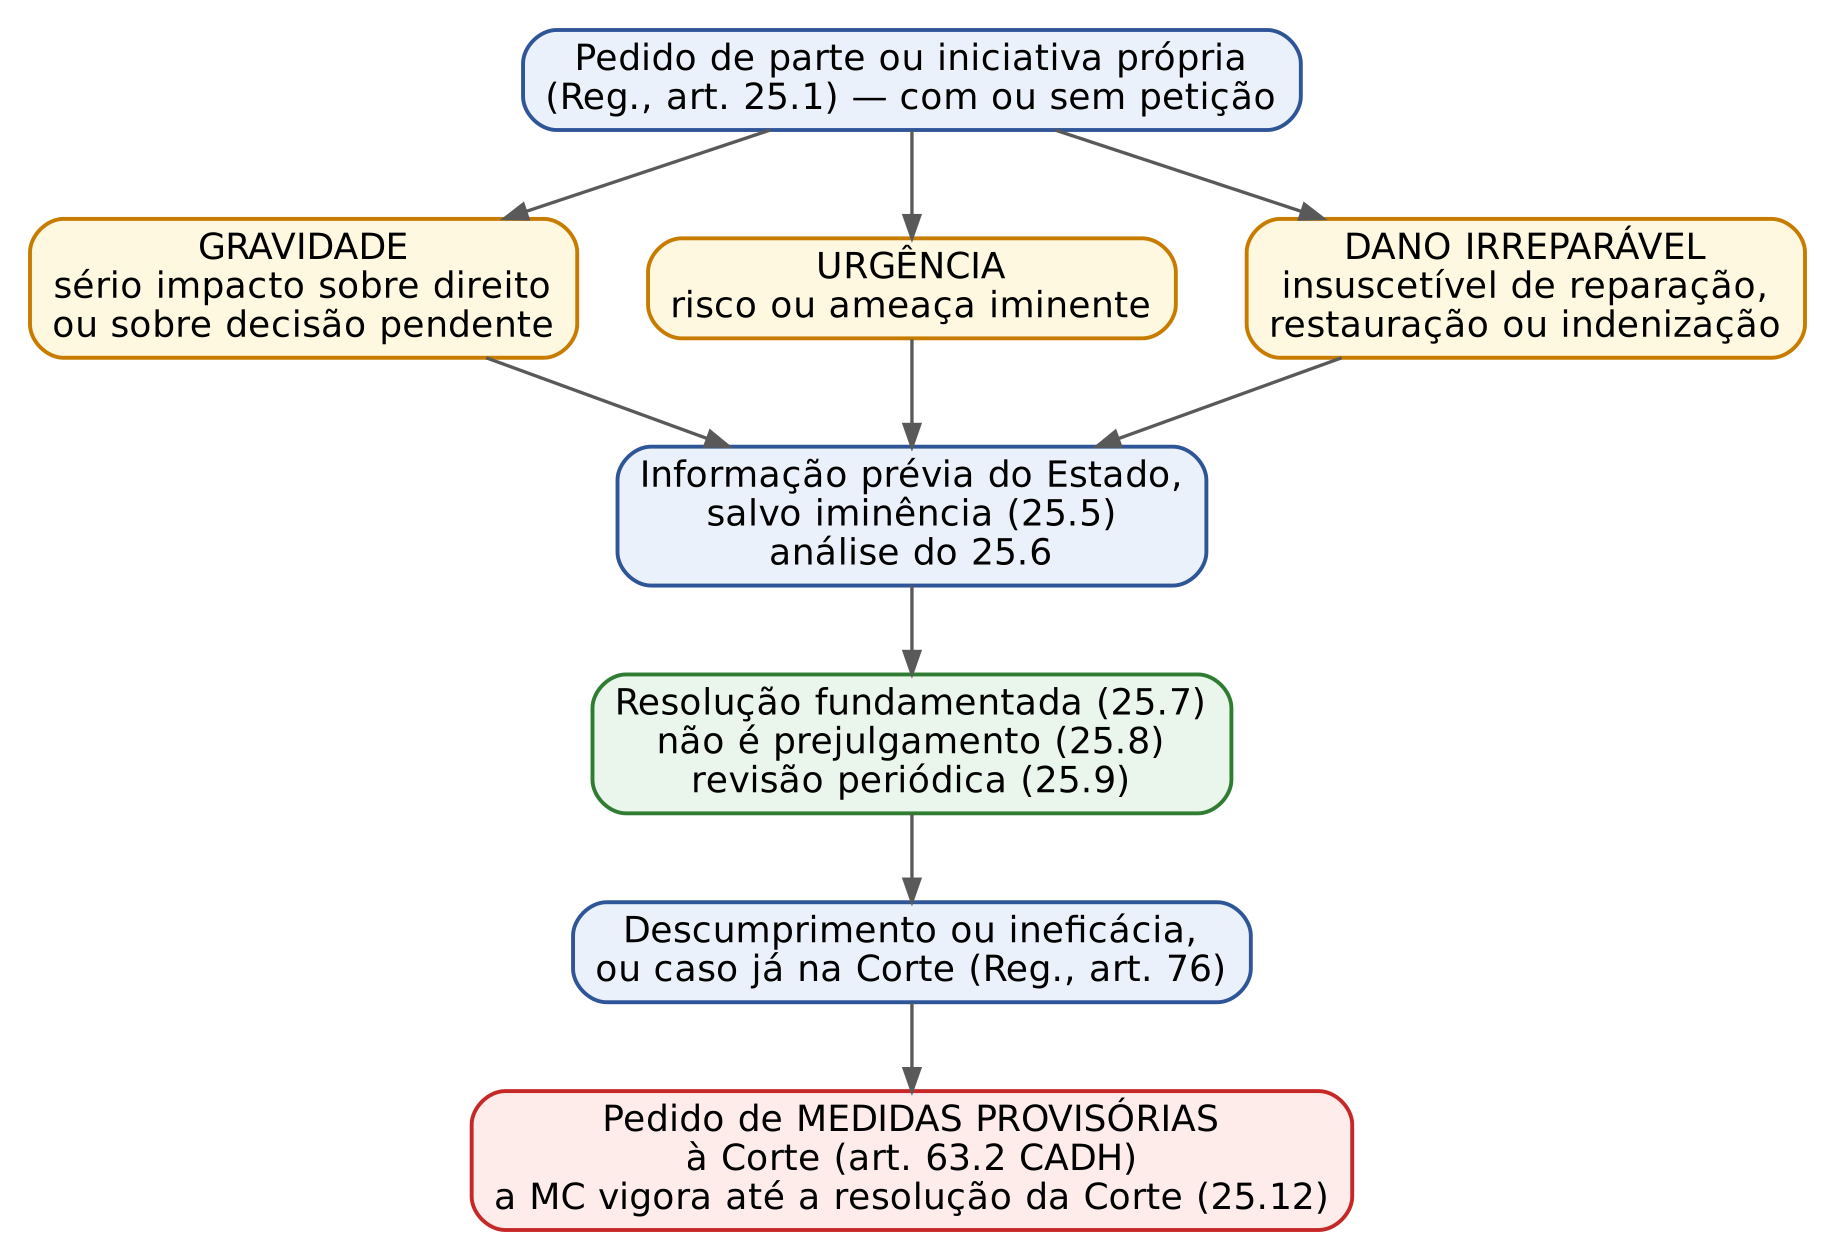 Pedido de parte ou iniciativa própria
(Reg., art. 25.1) — com ou sem petição
GRAVIDADE
sério impacto sobre direito
ou sobre decisão pendente
URGÊNCIA
risco ou ameaça iminente
DANO IRREPARÁVEL
insuscetível de reparação,
restauração ou indenização
Informação prévia do Estado,
salvo iminência (25.5)
análise do 25.6
Resolução fundamentada (25.7)
não é prejulgamento (25.8)
revisão periódica (25.9)
Descumprimento ou ineficácia,
ou caso já na Corte (Reg., art. 76)
Pedido de MEDIDAS PROVISÓRIAS
à Corte (art. 63.2 CADH)
a MC vigora até a resolução da Corte (25.12)